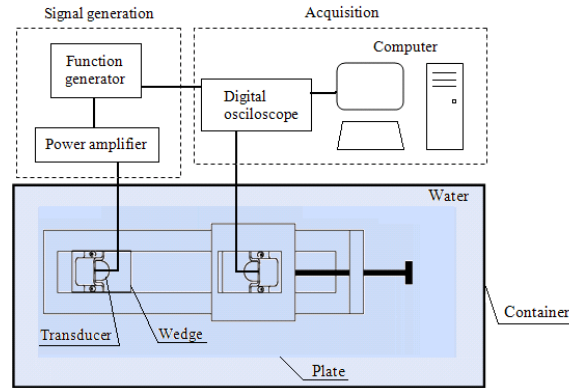 Signal generation
Acquisition
Function
generator
Power amplifier
Digital
osciloscope
Computer
Water
Transducer
Wedge
Container
Plate